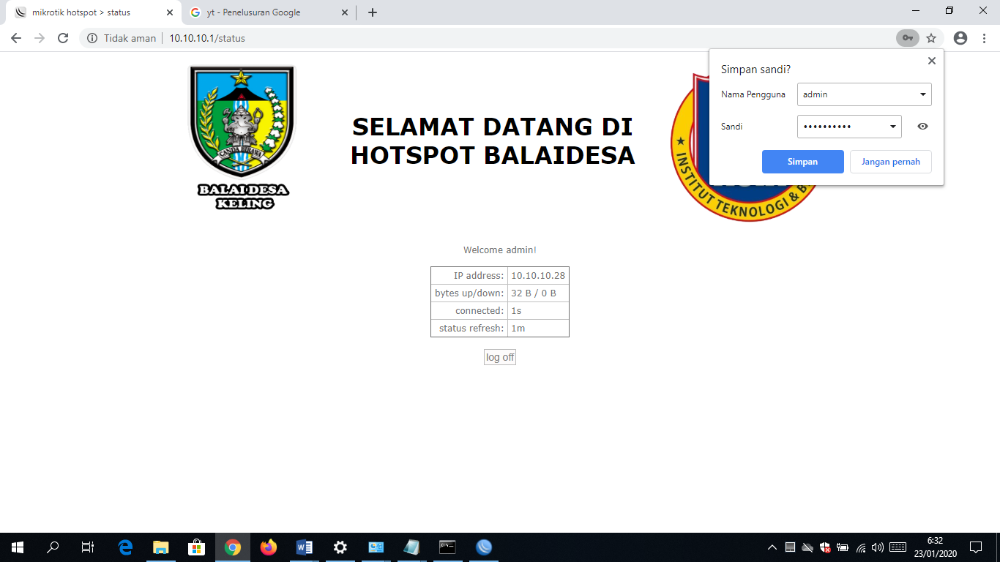 mikrotik hotspot > status
yt - Penelusuran Google
Tidak aman
10.10.10.1/status
Simpan sandi?
Nama Pengguna
admin
Sandi
••••••••••
Simpan
Jangan pernah
CANDA BIRAWA
BALAI DESA
KELING
SELAMAT DATANG DI
HOTSPOT BALAIDESA
INSTITUT TEKNOLOGI & B
Welcome admin!
IP address: 10.10.10.28
bytes up/down: 32 B / 0 B
connected: 1s
status refresh: 1m
log off
6:32
23/01/2020